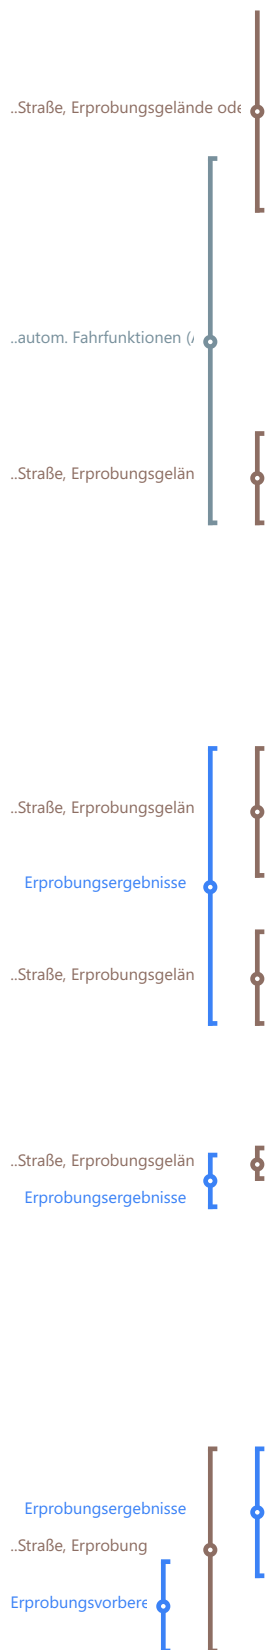 ..Straße, Erprobungsgelände ode
..autom. Fahrfunktionen (
..Straße, Erprobungsgelän
..Straße, Erprobungsgelän
Erprobungsergebnisse
..Straße, Erprobungsgelän
..Straße, Erprobungsgelän
Erprobungsergebnisse
Erprobungsergebnisse
..Straße, Erprobung
Erprobungsvorbere